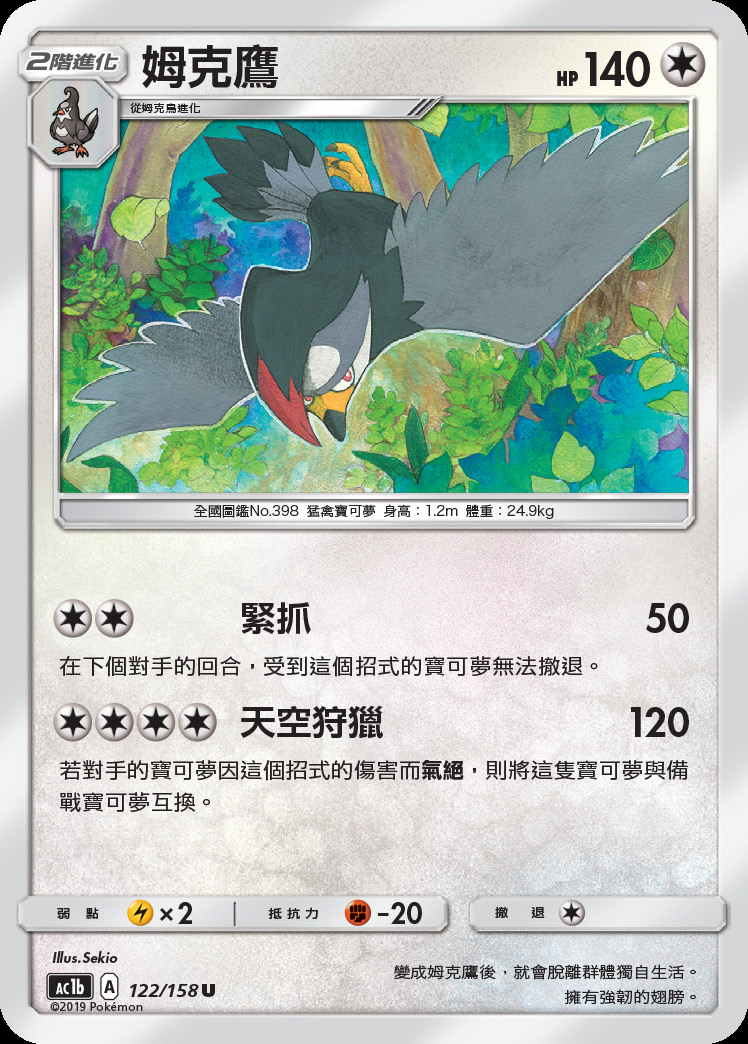 2階進化 姆克鷹 HP 140
從姆克鳥進化
全國圖鑑No.398 猛禽寶可夢 身高：1.2m 體重：24.9kg
緊抓 50
在下個對手的回合，受到這個招式的寶可夢無法撤退。
天空狩獵 120
若對手的寶可夢因這個招式的傷害而氣絕，則將這隻寶可夢與備
戰寶可夢互換。
弱點 ×2 抵抗力 -20 撤退
Illus.Sekio
AC1b A 122/158 U
©2019 Pokémon
變成姆克鷹後，就會脫離群體獨自生活。
擁有強韌的翅膀。